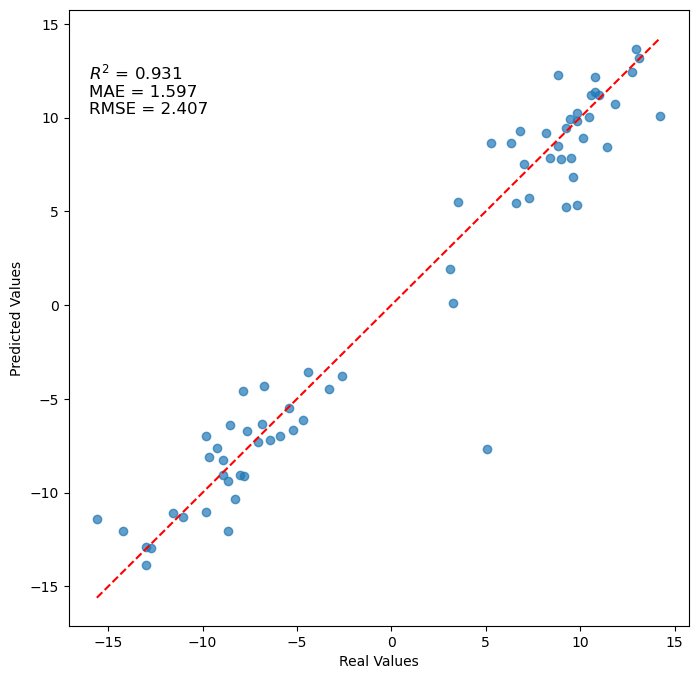 R² = 0.931
MAE = 1.597
RMSE = 2.407
15
10
5
0
−5
−10
−15
Predicted Values
−15 −10 −5 0 5 10 15
Real Values